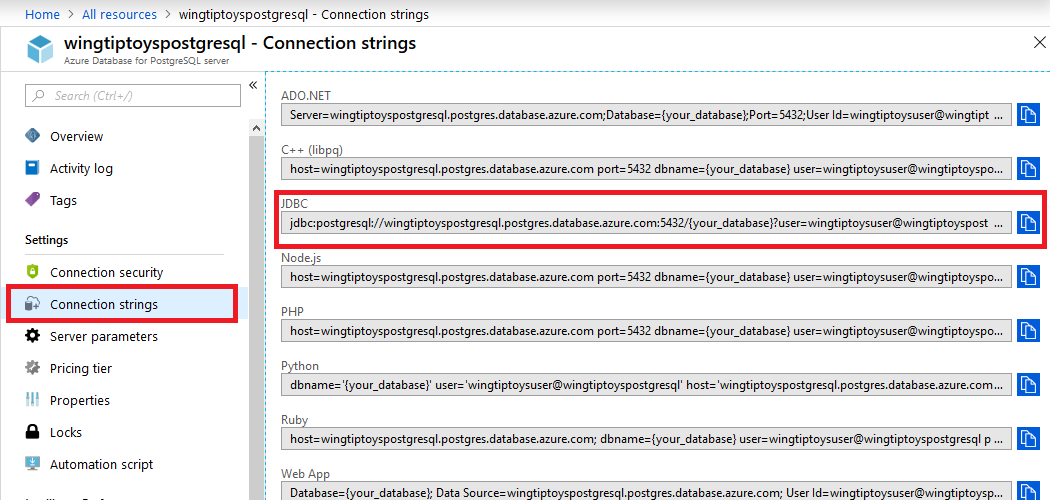 Home > All resources > wingtiptoyspostgresql - Connection strings
wingtiptoyspostgresql - Connection strings
Azure Database for PostgreSQL server
Search (Ctrl+/)
Overview
Activity log
Tags
Settings
Connection security
Connection strings
Server parameters
Pricing tier
Properties
Locks
Automation script
ADO.NET
Server=wingtiptoyspostgresql.postgres.database.azure.com;Database={your_database};Port=5432;User Id=wingtiptoysuser@wingtipt ...
C++ (libpq)
host=wingtiptoyspostgresql.postgres.database.azure.com port=5432 dbname={your_database} user=wingtiptoysuser@wingtoyspo...
JDBC
jdbc:postgresql://wingtiptoyspostgresql.postgres.database.azure.com:5432/{your_database}?user=wingtiptoysuser@wingtiptoyspost ...
Node.js
host=wingtiptoyspostgresql.postgres.database.azure.com port=5432 dbname={your_database} user=wingtiptoysuser@wingtiptoyspo...
PHP
host=wingtiptoyspostgresql.postgres.database.azure.com port=5432 dbname={your_database} user=wingtiptoysuser@wingtiptoyspo...
Python
dbname='{your_database}' user='wingtiptoysuser@wingtiptoyspostgresql' host='wingtiptoyspostgresql.postgres.database.azure.com...
Ruby
host=wingtiptoyspostgresql.postgres.database.azure.com; dbname={your_database} user=wingtiptoysuser@wingtiptoyspostgresql p ...
Web App
Database={your_database}; Data Source=wingtiptoyspostgresql.postgres.database.azure.com; User Id=wingtiptoysuser@wingtiptoys...